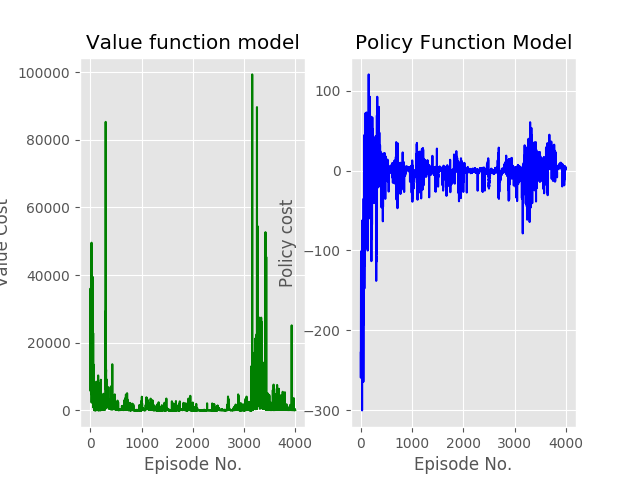 Value function model
100000
80000
60000
40000
20000
0
0 1000 2000 3000 4000
Episode No.
Value Cost
Policy Function Model
100
0
−100
−200
−300
0 1000 2000 3000 4000
Episode No.
Policy cost